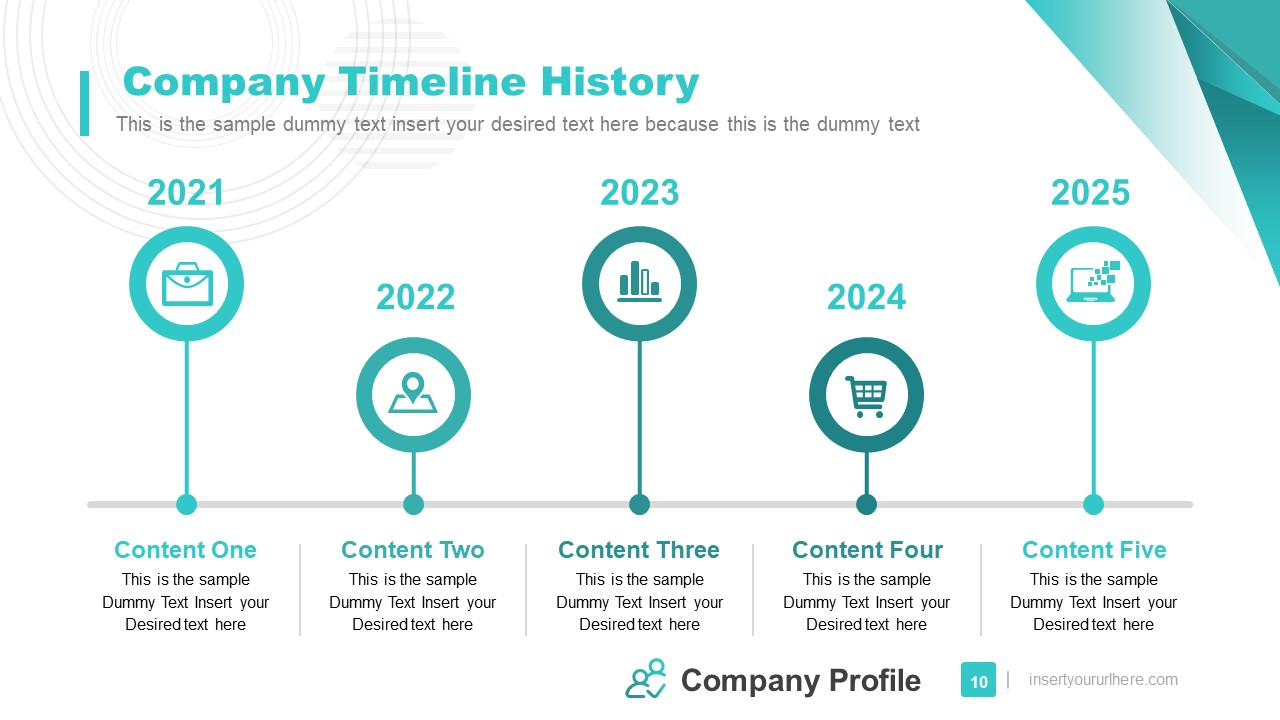 Company Timeline History
This is the sample dummy text insert your desired text here because this is the dummy text
2021
2022
2023
2024
2025
Content One
This is the sample
Dummy Text Insert your
Desired text here
Content Two
This is the sample
Dummy Text Insert your
Desired text here
Content Three
This is the sample
Dummy Text Insert your
Desired text here
Content Four
This is the sample
Dummy Text Insert your
Desired text here
Content Five
This is the sample
Dummy Text Insert your
Desired text here
Company Profile
10
insertyoururlhere.com